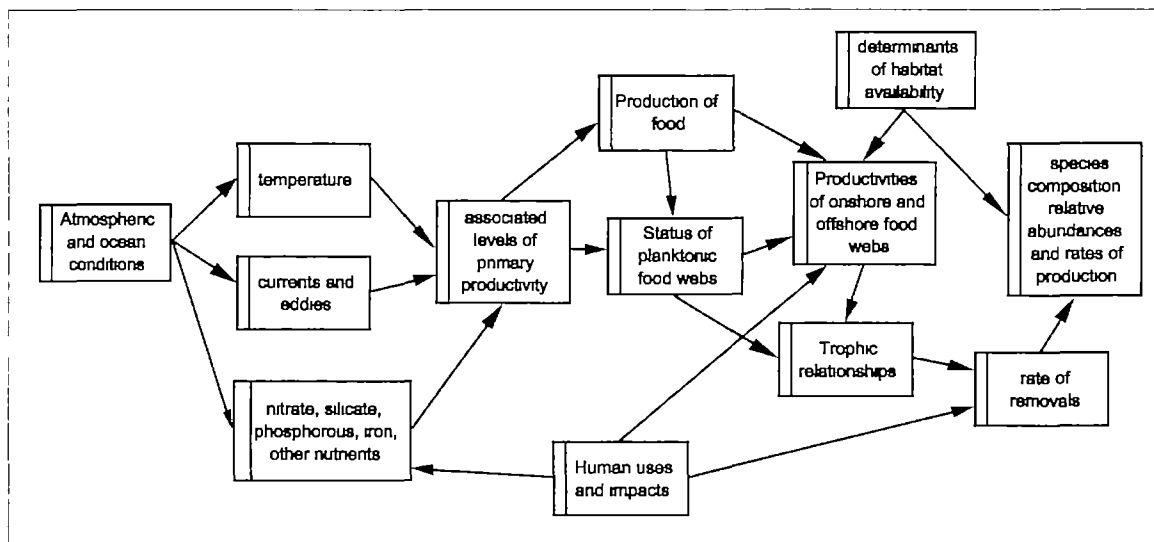 Atmospheric
and ocean
conditions
temperature
currents and
eddies
nitrate, silicate,
phosphorous, iron,
other nutrients
associated
levels of
primary
productivity
Production of
food
Status of
planktonic
food webs
Human uses
and impacts
determinants
of habitat
availability
Productivities
of onshore and
offshore food
webs
Trophic
relationships
species
composition
relative
abundances
and rates of
production
rate of
removals